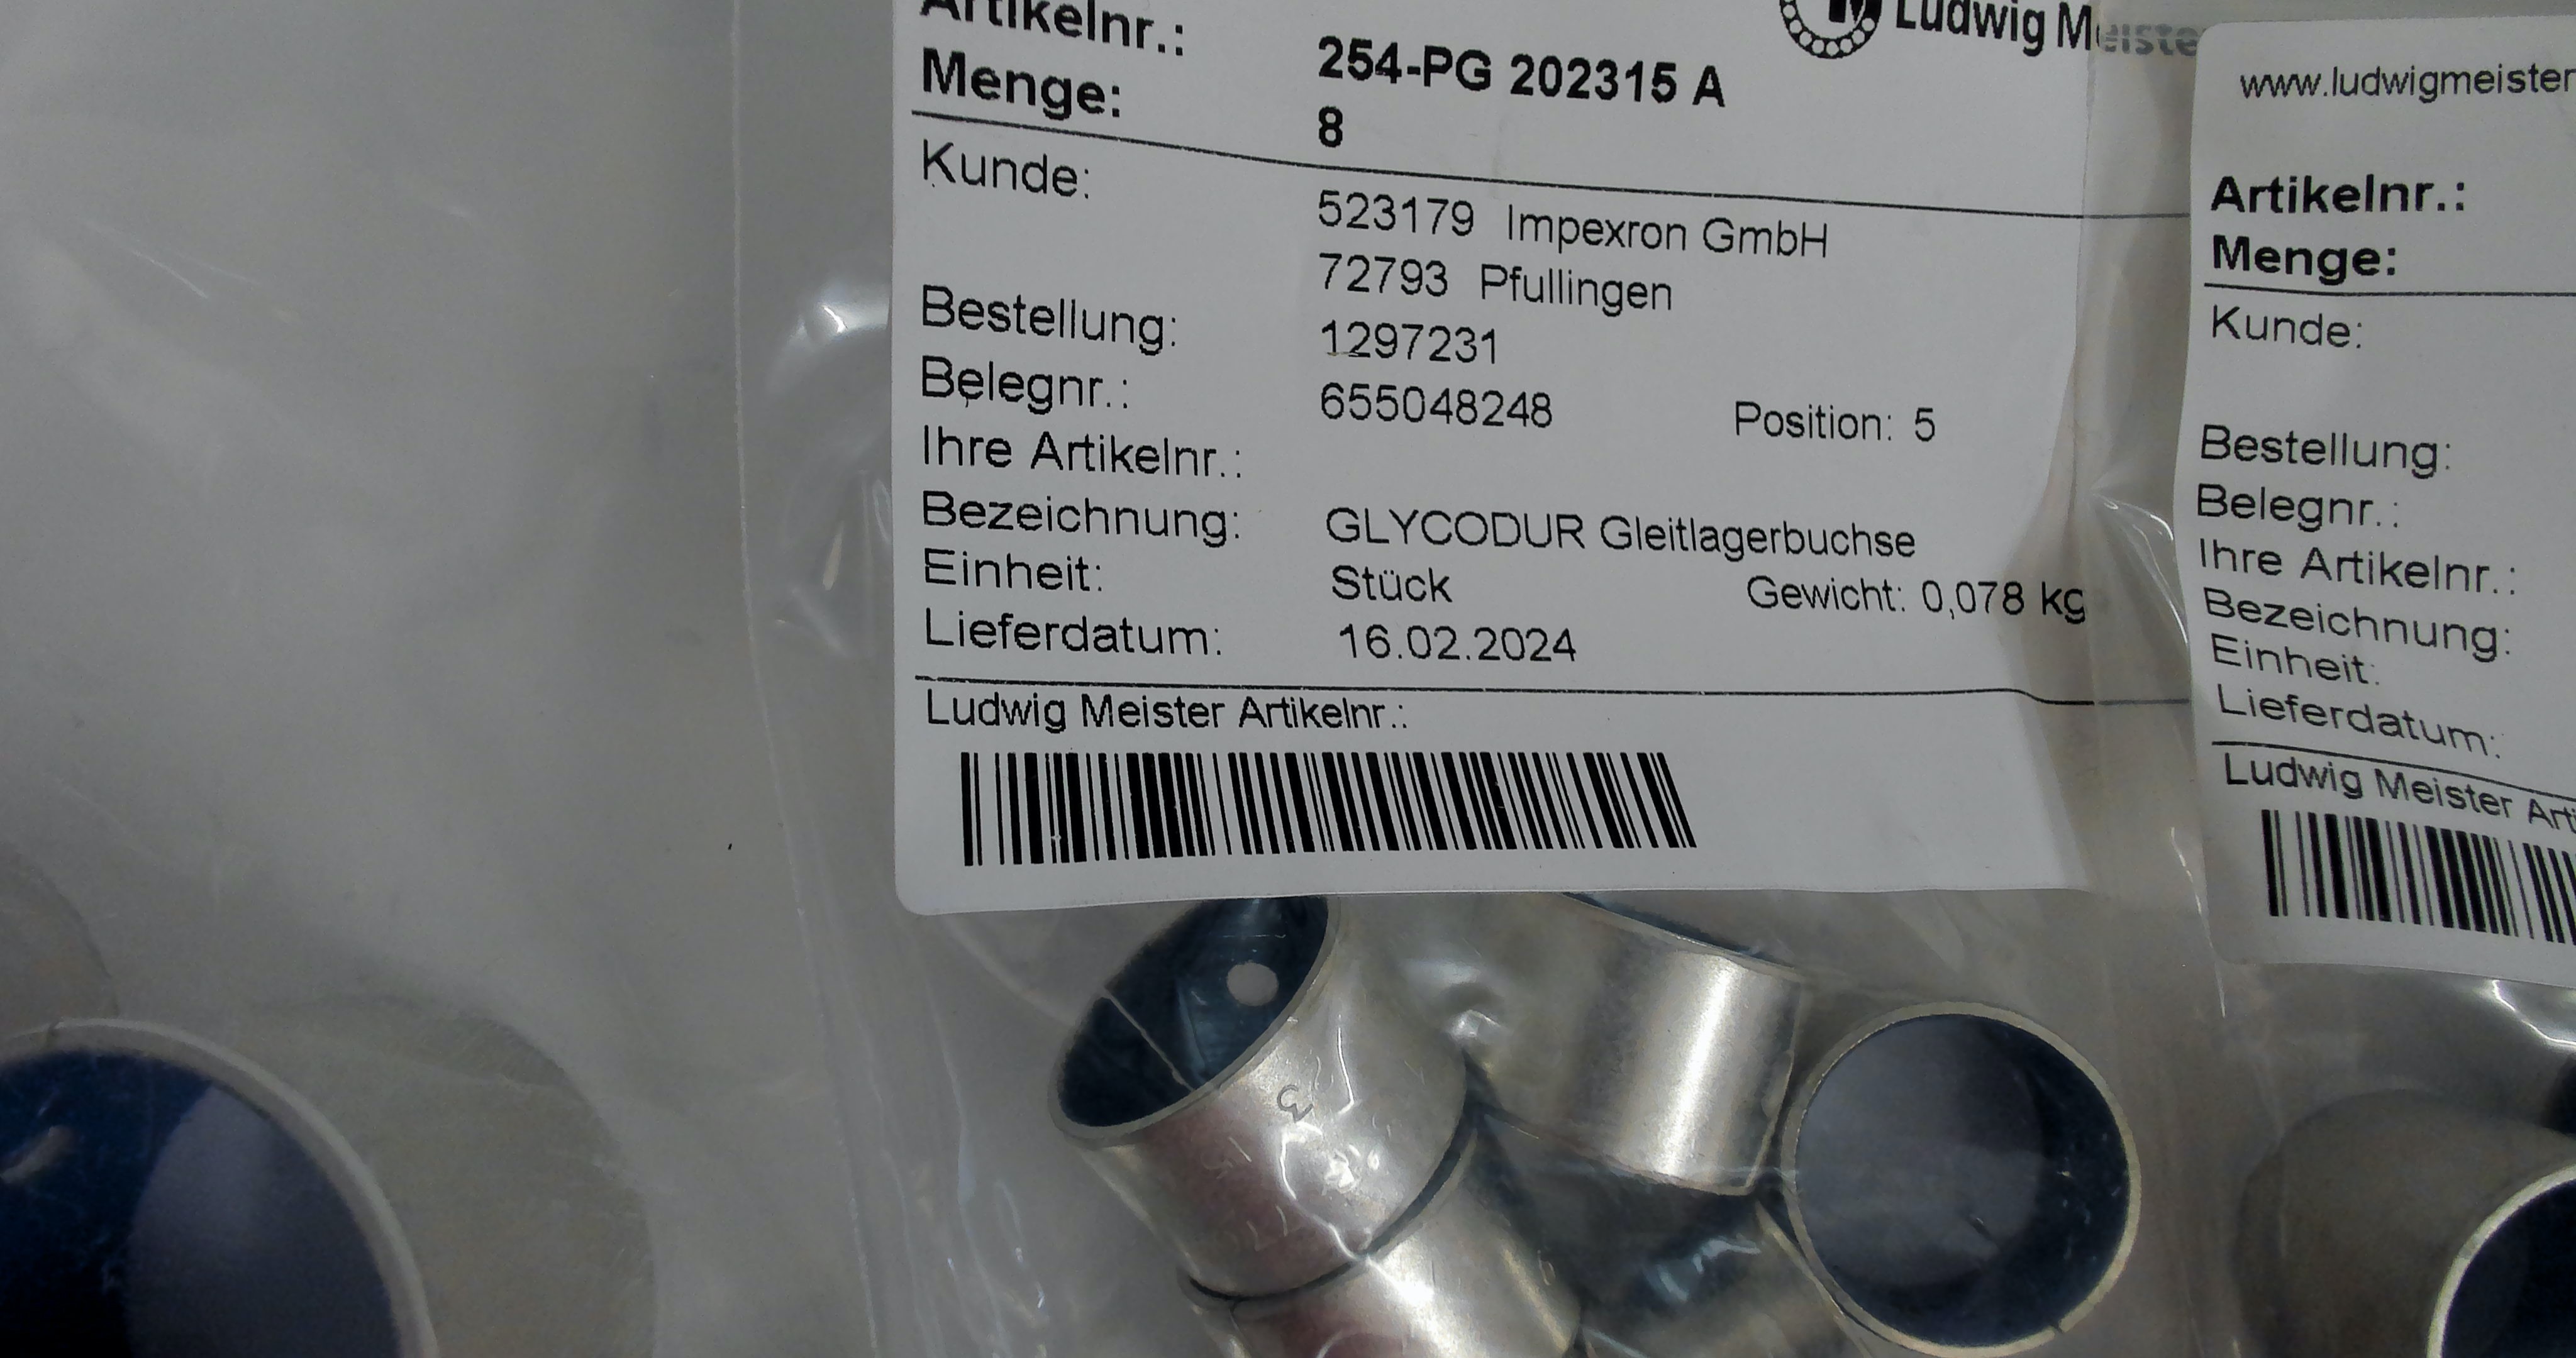 Ludwig Meister
Artikelnr.: 254-PG 202315 A
Menge: 8
Kunde: 523179 Impexron GmbH
72793 Pfullingen
Bestellung: 1297231
Belegnr.: 655048248 Position: 5
Ihre Artikelnr.:
Bezeichnung: GLYCODUR Gleitlagerbuchse
Einheit: Stück Gewicht: 0,078 kg
Lieferdatum: 16.02.2024
Ludwig Meister Artikelnr.:
www.ludwigmeister
Artikelnr.:
Menge:
Kunde:
Bestellung:
Belegnr.:
Ihre Artikelnr.:
Bezeichnung:
Einheit:
Lieferdatum:
Ludwig Meister Arti